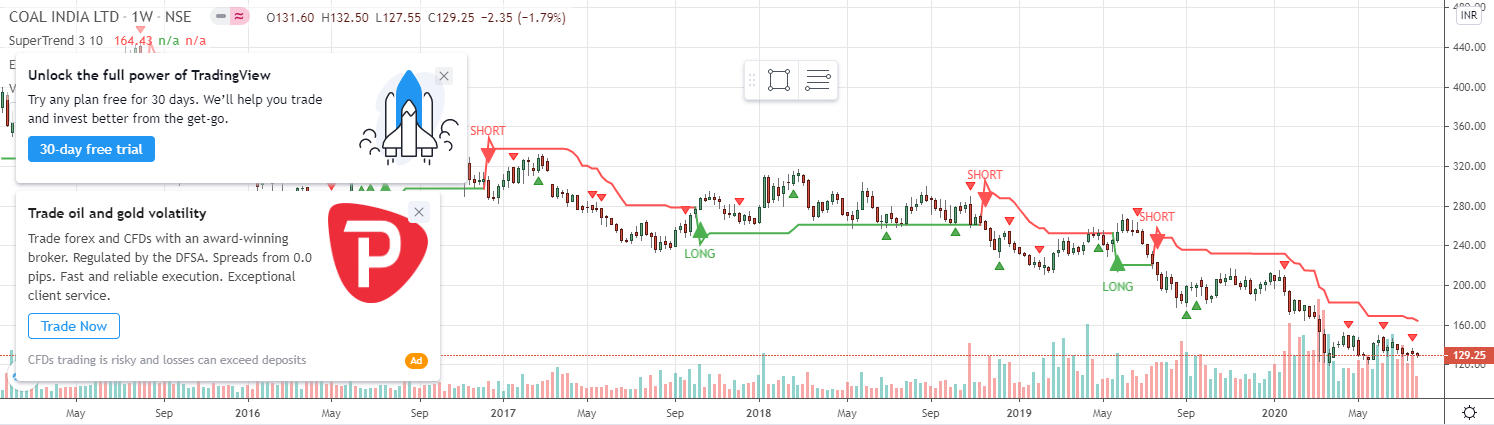 COAL INDIA LTD · 1W · NSE O131.60 H132.50 L127.55 C129.25 −2.35 (−1.79%)
SuperTrend 3 10 164.43 n/a n/a
E
Unlock the full power of TradingView
Try any plan free for 30 days. We'll help you trade
and invest better from the get-go.
30-day free trial
Trade oil and gold volatility
Trade forex and CFDs with an award-winning
broker. Regulated by the DFSA. Spreads from 0.0
pips. Fast and reliable execution. Exceptional
client service.
P
Trade Now
CFDs trading is risky and losses can exceed deposits
Ad
SHORT
LONG
SHORT
LONG
SHORT
INR
440.00
400.00
360.00
320.00
280.00
240.00
200.00
160.00
129.25
May Sep 2016 May Sep 2017 May Sep 2018 May Sep 2019 May Sep 2020 May